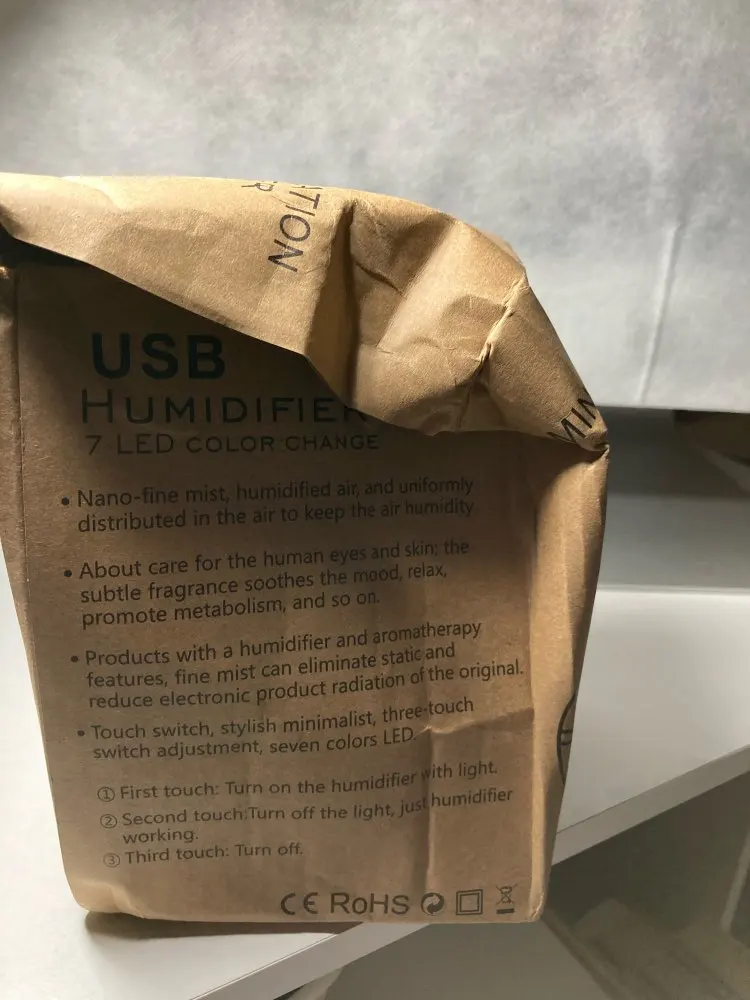 USB
HUMIDIFIER
7 LED COLOR CHANGE
• Nano-fine mist, humidified air, and uniformly
distributed in the air to keep the air humidity
• About care for the human eyes and skin; the
subtle fragrance soothes the mood, relax,
promote metabolism, and so on.
• Products with a humidifier and aromatherapy
features, fine mist can eliminate static and
reduce electronic product radiation of the original.
• Touch switch, stylish minimalist, three-touch
switch adjustment, seven colors LED
① First touch: Turn on the humidifier with light.
② Second touch:Turn off the light, just humidifier
working.
③ Third touch: Turn off.
CE RoHS